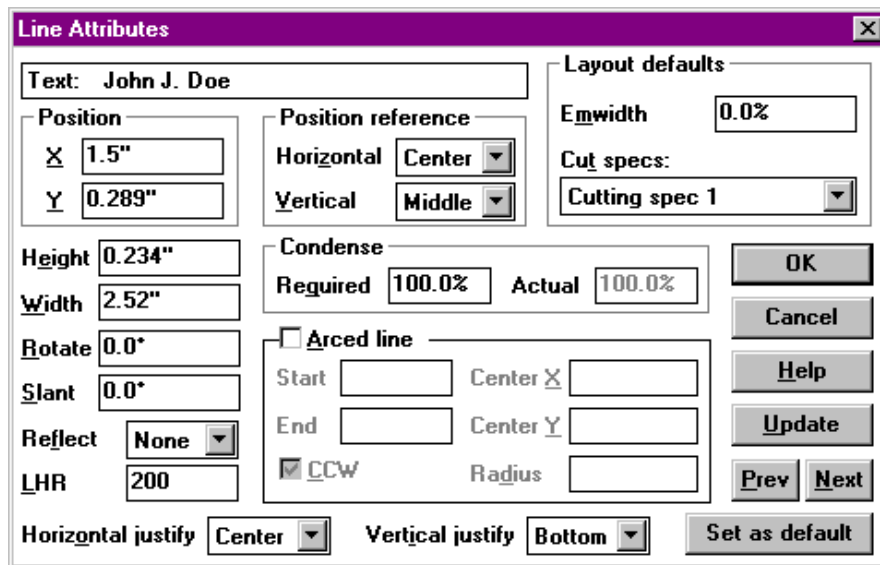 Line Attributes
Text: John J. Doe
Layout defaults
Emwidth 0.0%
Cut specs:
Cutting spec 1
Position
X 1.5"
Y 0.289"
Position reference
Horizontal Center
Vertical Middle
Height 0.234"
Width 2.52"
Rotate 0.0°
Slant 0.0°
Reflect None
LHR 200
Condense
Required 100.0% Actual 100.0%
Arced line
Start Center X
End Center Y
CCW Radius
OK
Cancel
Help
Update
Prev Next
Horizontal justify Center Vertical justify Bottom Set as default